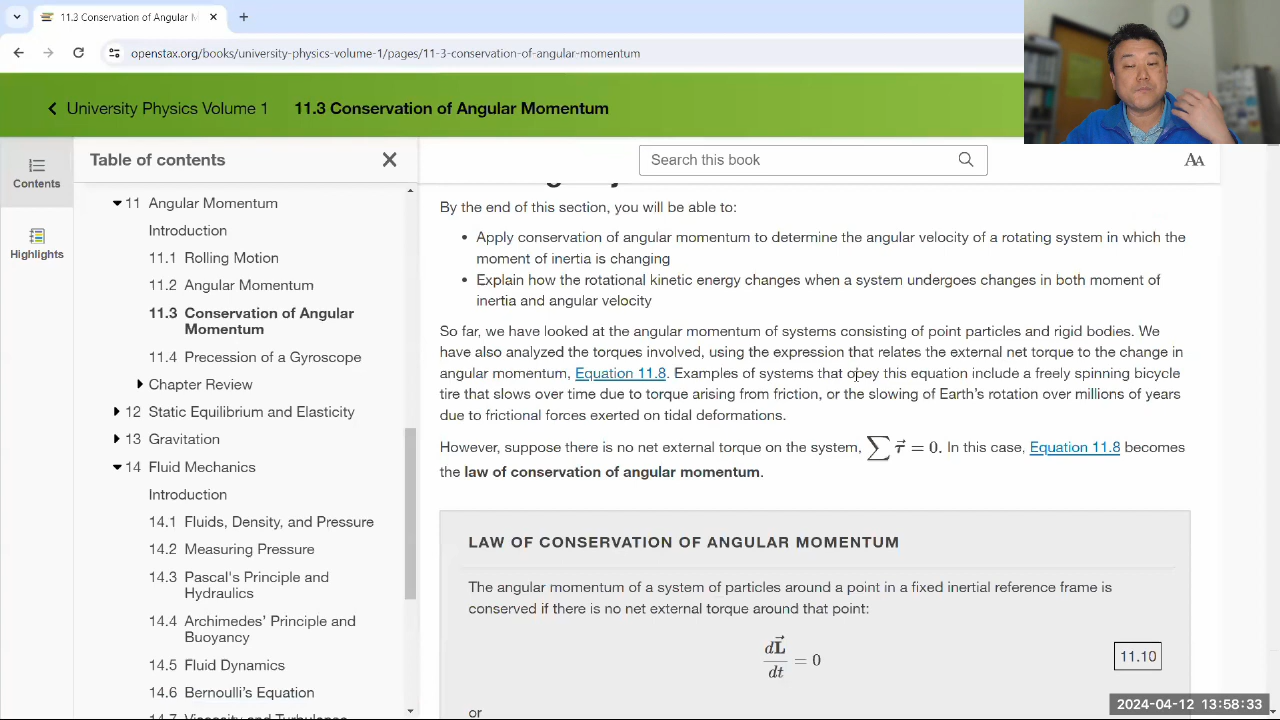 11.3 Conservation of Angular M
openstax.org/books/university-physics-volume-1/pages/11-3-conservation-of-angular-momentum
University Physics Volume 1
11.3 Conservation of Angular Momentum
Contents
Highlights
Table of contents
Search this book
AA
11 Angular Momentum
Introduction
11.1 Rolling Motion
11.2 Angular Momentum
11.3 Conservation of Angular
Momentum
11.4 Precession of a Gyroscope
Chapter Review
12 Static Equilibrium and Elasticity
13 Gravitation
14 Fluid Mechanics
Introduction
14.1 Fluids, Density, and Pressure
14.2 Measuring Pressure
14.3 Pascal's Principle and
Hydraulics
14.4 Archimedes' Principle and
Buoyancy
14.5 Fluid Dynamics
14.6 Bernoulli's Equation
14.7 Viscosity and Turbulence
By the end of this section, you will be able to:
• Apply conservation of angular momentum to determine the angular velocity of a rotating system in which the
moment of inertia is changing
• Explain how the rotational kinetic energy changes when a system undergoes changes in both moment of
inertia and angular velocity
So far, we have looked at the angular momentum of systems consisting of point particles and rigid bodies. We
have also analyzed the torques involved, using the expression that relates the external net torque to the change in
angular momentum, Equation 11.8. Examples of systems that obey this equation include a freely spinning bicycle
tire that slows over time due to torque arising from friction, or the slowing of Earth's rotation over millions of years
due to frictional forces exerted on tidal deformations.
However, suppose there is no net external torque on the system, ∑ τ⃗ = 0. In this case, Equation 11.8 becomes
the law of conservation of angular momentum.
LAW OF CONSERVATION OF ANGULAR MOMENTUM
The angular momentum of a system of particles around a point in a fixed inertial reference frame is
conserved if there is no net external torque around that point:
dL⃗/dt = 0
11.10
or
2024-04-12 13:58:33